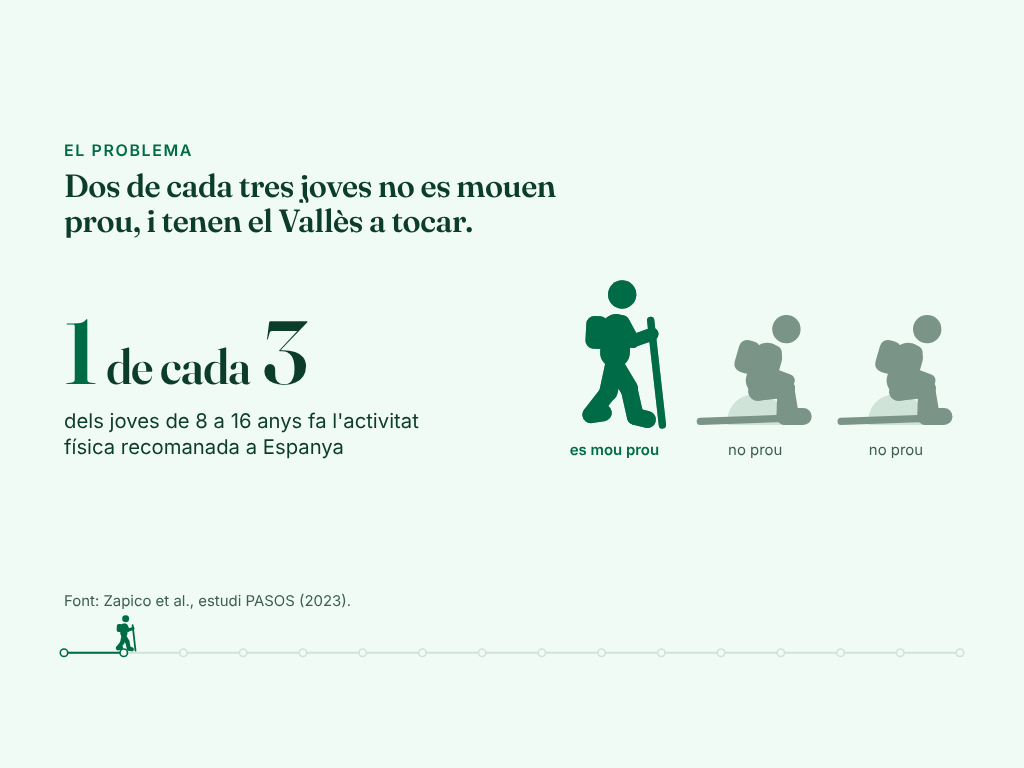 EL PROBLEMA
Dos de cada tres joves no es mouen
prou, i tenen el Vallès a tocar.
1 de cada 3
dels joves de 8 a 16 anys fa l'activitat
física recomanada a Espanya
es mou prou
no prou
no prou
Font: Zapico et al., estudi PASOS (2023).